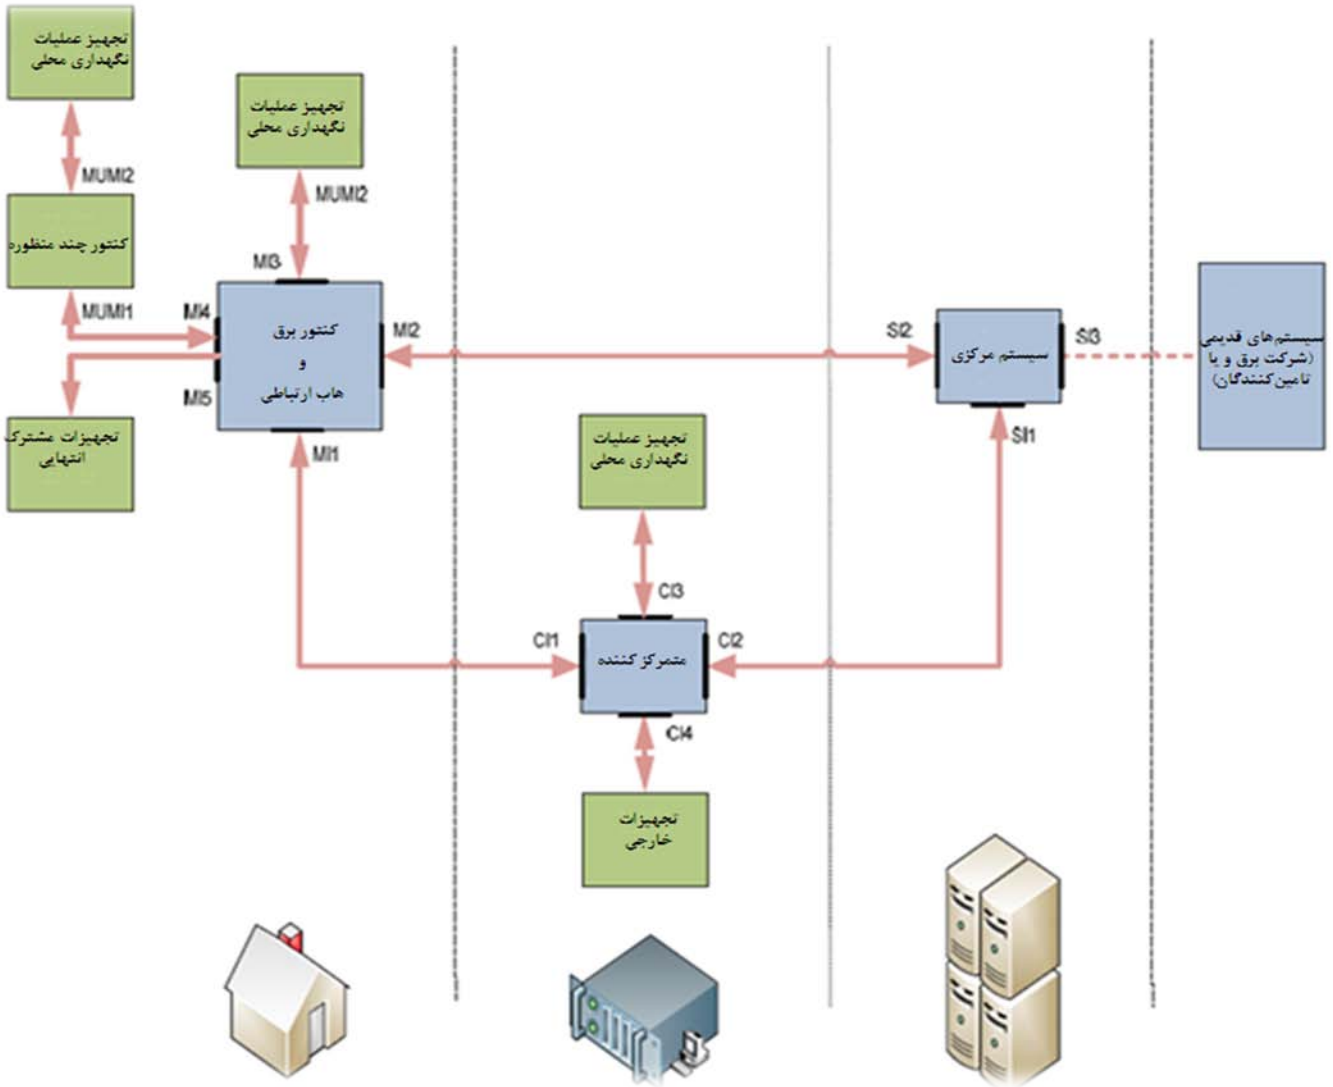 تجهیز عملیات
نگهداری محلی
MUMI2
کنتور چند منظوره
MUMI1
MI4
MI5
تجهیزات مشترک
انتهایی
تجهیز عملیات
نگهداری محلی
MUMI2
MI3
کنتور برق
و
هاب ارتباطی
MI2
MI1
تجهیز عملیات
نگهداری محلی
CI3
CI1
متمرکز کننده
CI2
CI4
تجهیزات
خارجی
SI2
سیستم مرکزی
SI3
SI1
سیستم‌های قدیمی
(شرکت برق و یا
تامین‌کنندگان)